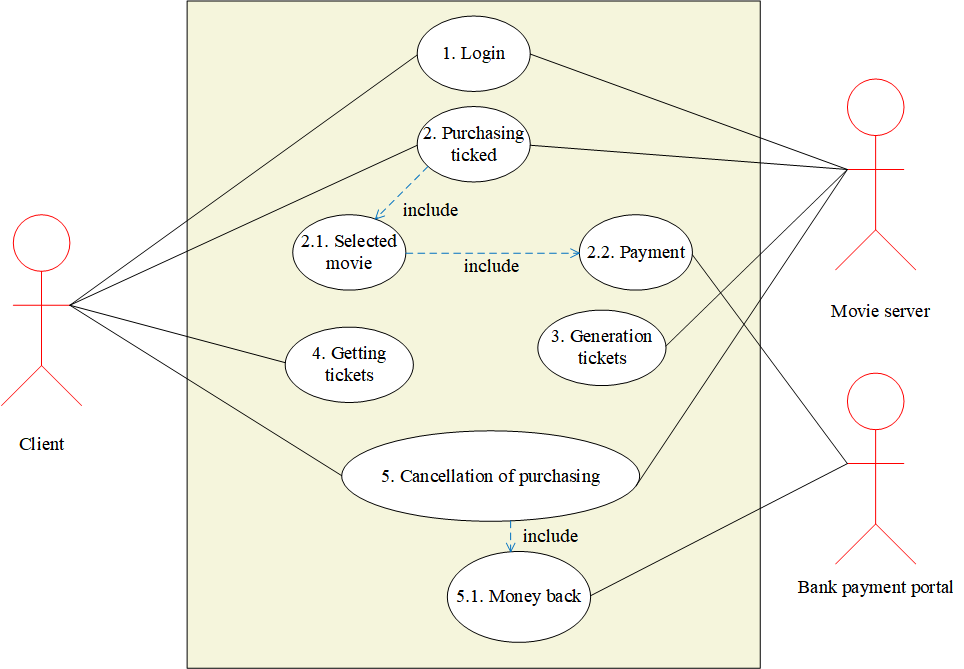 1. Login
2. Purchasing
ticked
include
2.1. Selected
movie
include
2.2. Payment
Movie server
3. Generation
tickets
4. Getting
tickets
Client
5. Cancellation of purchasing
include
5.1. Money back
Bank payment portal